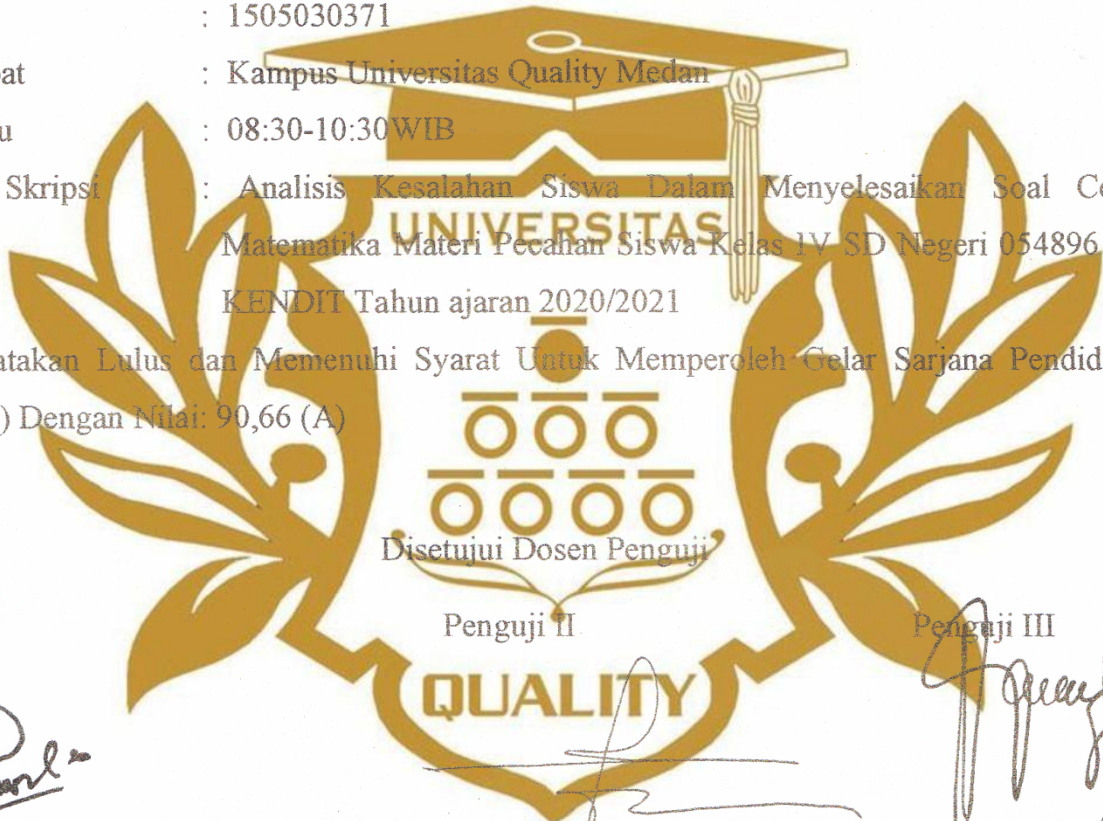 : 1505030371
at : Kampus Universitas Quality Medan
u : 08:30-10:30WIB
Skripsi : Analisis Kesalahan Siswa Dalam Menyelesaikan Soal Ce
UNIVERSITAS
Matematika Materi Pecahan Siswa Kelas IV SD Negeri 054896
KENDIT Tahun ajaran 2020/2021
atakan Lulus dan Memenuhi Syarat Untuk Memperoleh Gelar Sarjana Pendid
) Dengan Nilai: 90,66 (A)
Disetujui Dosen Penguji
Penguji II Penguji III
QUALITY